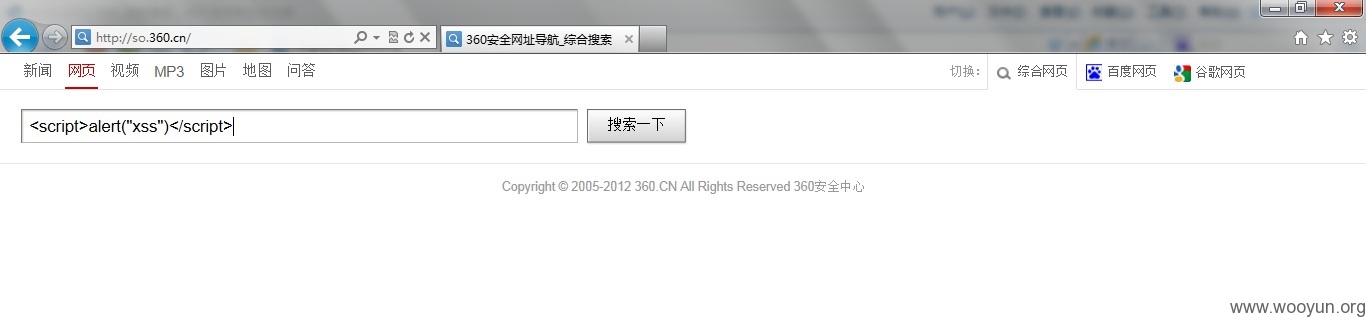 http://so.360.cn/
360安全网址导航_综合搜索
新闻 网页 视频 MP3 图片 地图 问答
切换: 综合网页 百度网页 谷歌网页
<script>alert("xss")</script>
搜索一下
Copyright © 2005-2012 360.CN All Rights Reserved 360安全中心
www.wooyun.org